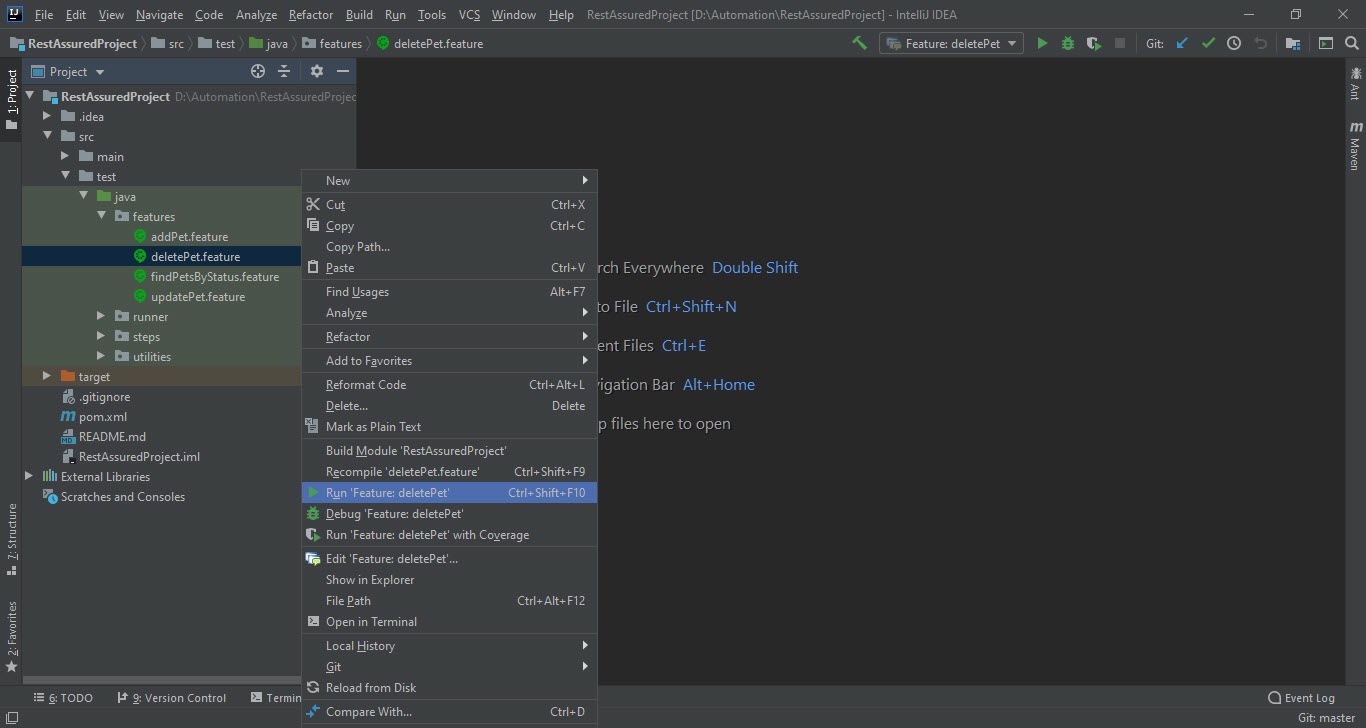 File Edit View Navigate Code Analyze Refactor Build Run Tools VCS Window Help RestAssuredProject [D:\Automation\RestAssuredProject] - IntelliJ IDEA
RestAssuredProject src test java features deletePet.feature Feature: deletePet Git:
1: Project
Project
RestAssuredProject D:\Automation\RestAssuredProjec
.idea
src
main
test
java
features
addPet.feature
deletePet.feature
findPetsByStatus.feature
updatePet.feature
runner
steps
utilities
target
.gitignore
pom.xml
README.md
RestAssuredProject.iml
External Libraries
Scratches and Consoles
New
Cut Ctrl+X
Copy Ctrl+C
Copy Path...
Paste Ctrl+V
Find Usages Alt+F7
Analyze
Refactor
Add to Favorites
Reformat Code Ctrl+Alt+L
Delete... Delete
Mark as Plain Text
Build Module 'RestAssuredProject'
Recompile 'deletePet.feature' Ctrl+Shift+F9
Run 'Feature: deletePet' Ctrl+Shift+F10
Debug 'Feature: deletePet'
Run 'Feature: deletePet' with Coverage
Edit 'Feature: deletePet'...
Show in Explorer
File Path Ctrl+Alt+F12
Open in Terminal
Local History
Git
Reload from Disk
Compare With... Ctrl+D
rch Everywhere Double Shift
to File Ctrl+Shift+N
ent Files Ctrl+E
vigation Bar Alt+Home
p files here to open
Ant
m
Maven
7: Structure
2: Favorites
6: TODO 9: Version Control Termin
Event Log
Git: master